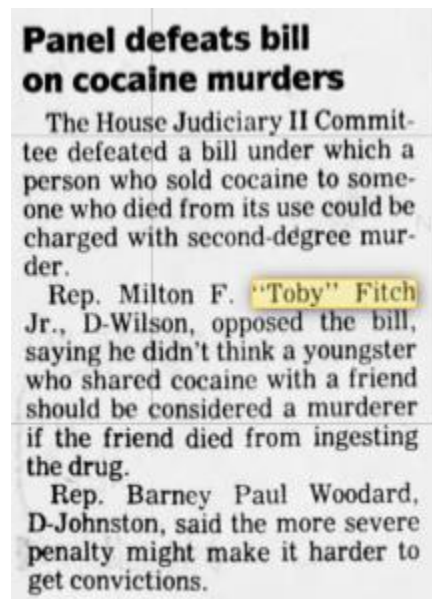 Panel defeats bill
on cocaine murders
The House Judiciary II Commit-
tee defeated a bill under which a
person who sold cocaine to some-
one who died from its use could be
charged with second-degree mur-
der.
Rep. Milton F. "Toby" Fitch
Jr., D-Wilson, opposed the bill,
saying he didn't think a youngster
who shared cocaine with a friend
should be considered a murderer
if the friend died from ingesting
the drug.
Rep. Barney Paul Woodard,
D-Johnston, said the more severe
penalty might make it harder to
get convictions.